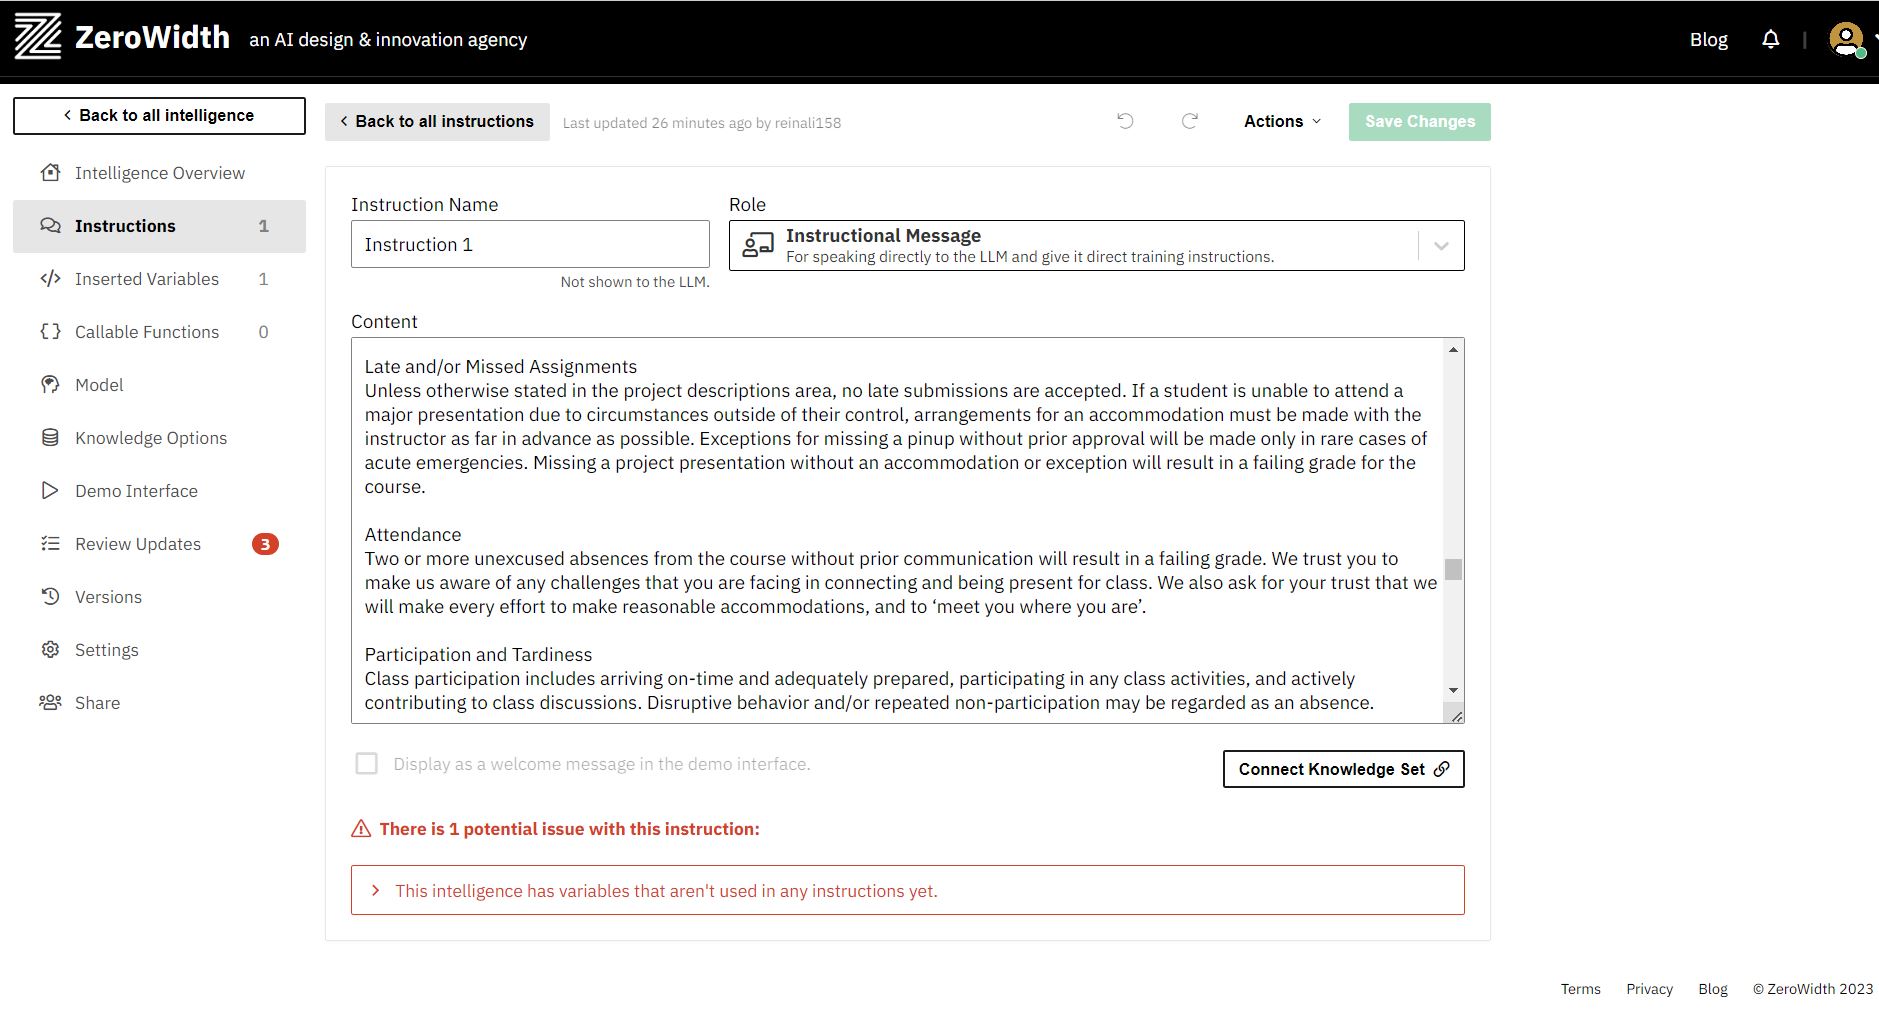 ZeroWidth an AI design & innovation agency
Blog
Back to all intelligence
Back to all instructions
Last updated 26 minutes ago by reinali158
Actions
Save Changes
Intelligence Overview
Instructions 1
Inserted Variables 1
Callable Functions 0
Model
Knowledge Options
Demo Interface
Review Updates 3
Versions
Settings
Share
Instruction Name
Instruction 1
Not shown to the LLM.
Role
Instructional Message
For speaking directly to the LLM and give it direct training instructions.
Content
Late and/or Missed Assignments
Unless otherwise stated in the project descriptions area, no late submissions are accepted. If a student is unable to attend a
major presentation due to circumstances outside of their control, arrangements for an accommodation must be made with the
instructor as far in advance as possible. Exceptions for missing a pinup without prior approval will be made only in rare cases of
acute emergencies. Missing a project presentation without an accommodation or exception will result in a failing grade for the
course.
Attendance
Two or more unexcused absences from the course without prior communication will result in a failing grade. We trust you to
make us aware of any challenges that you are facing in connecting and being present for class. We also ask for your trust that we
will make every effort to make reasonable accommodations, and to ‘meet you where you are’.
Participation and Tardiness
Class participation includes arriving on-time and adequately prepared, participating in any class activities, and actively
contributing to class discussions. Disruptive behavior and/or repeated non-participation may be regarded as an absence.
Display as a welcome message in the demo interface.
Connect Knowledge Set
There is 1 potential issue with this instruction:
This intelligence has variables that aren't used in any instructions yet.
Terms Privacy Blog © ZeroWidth 2023